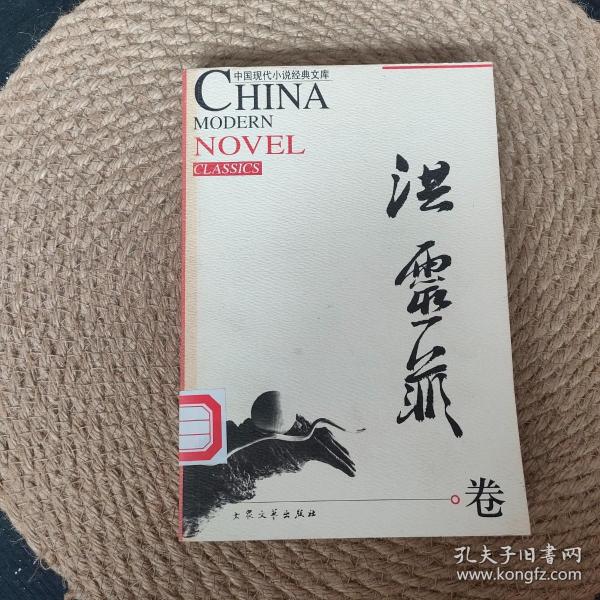 中国现代小说经典文库
CHINA
MODERN
NOVEL
CLASSICS
洪靈菲
卷
大众文艺出版社
孔夫子旧書网
www.kongfz.com